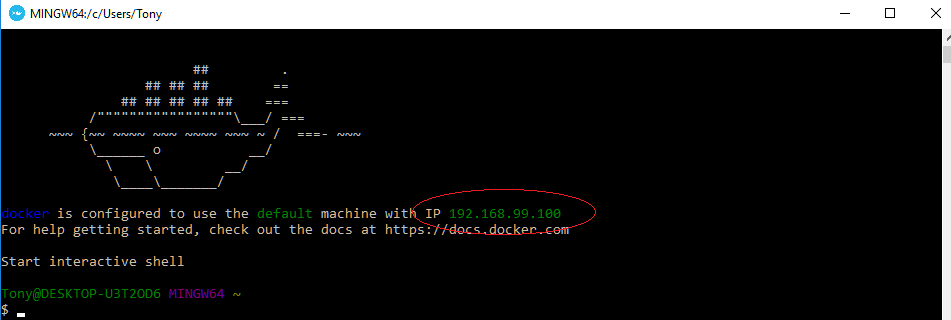 MINGW64:/c/Users/Tony
                        ##         .
                  ## ## ##        ==
               ## ## ## ## ##    ===
           /"""""""""""""""""\___/ ===
      ~~~ {~~ ~~~~ ~~~ ~~~~ ~~~ ~ /  ===- ~~~
           \______ o           __/
             \    \         __/
              \____\_______/
docker is configured to use the default machine with IP 192.168.99.100
For help getting started, check out the docs at https://docs.docker.com
Start interactive shell
Tony@DESKTOP-U3T2OD6 MINGW64 ~
$